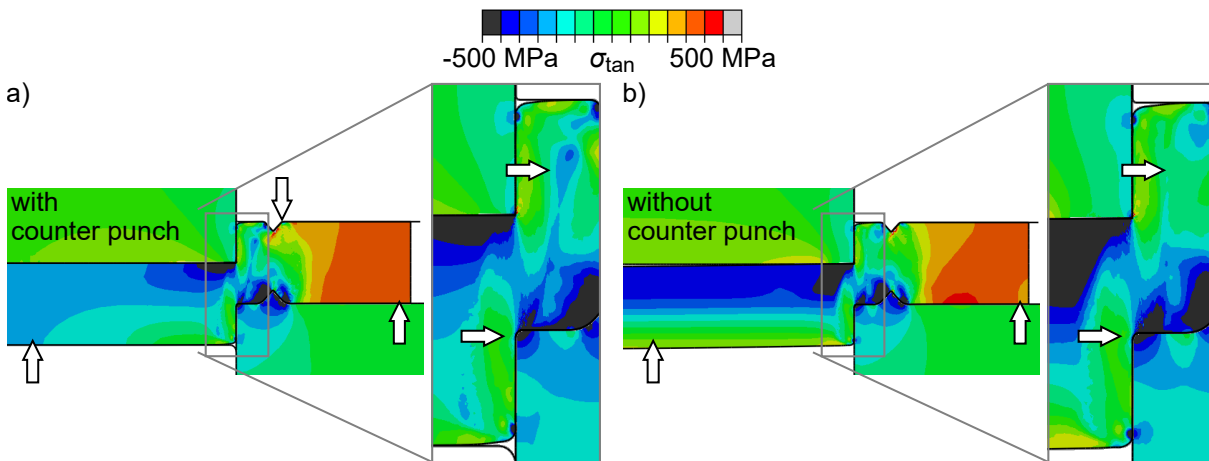 -500 MPa σtan 500 MPa
a)
with
counter punch
b)
without
counter punch